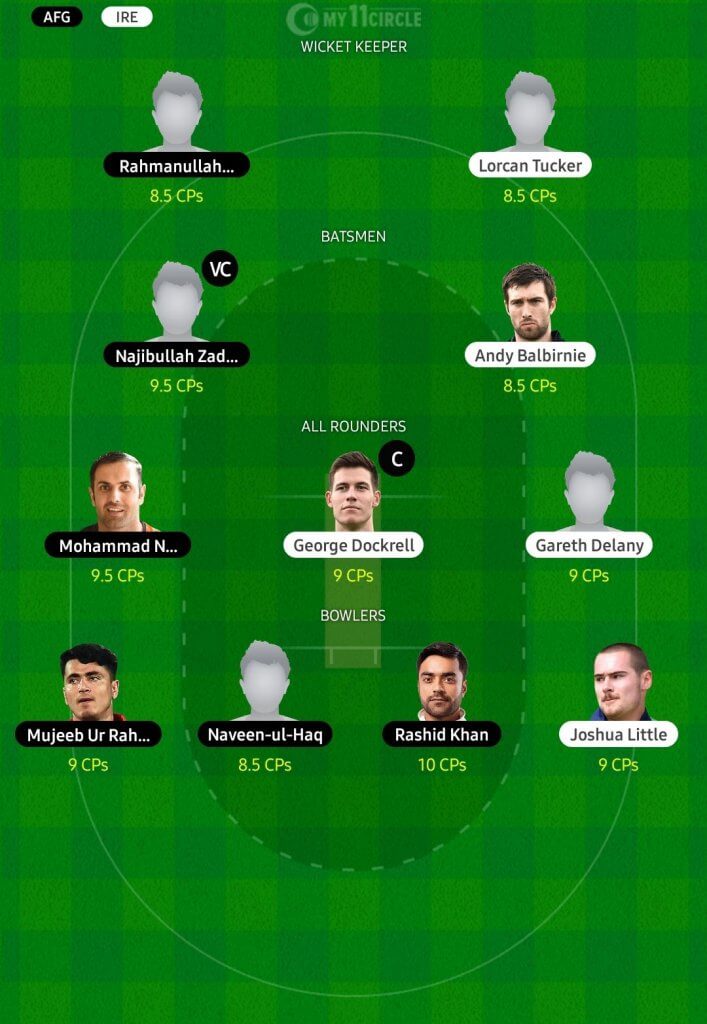 AFG IRE
MY11CIRCLE
WICKET KEEPER
Rahmanullah... Lorcan Tucker
8.5 CPs 8.5 CPs
BATSMEN
VC
Najibullah Zad... Andy Balbirnie
9.5 CPs 8.5 CPs
ALL ROUNDERS
C
Mohammad N... George Dockrell Gareth Delany
9.5 CPs 9 CPs 9 CPs
BOWLERS
Mujeeb Ur Rah... Naveen-ul-Haq Rashid Khan Joshua Little
9 CPs 8.5 CPs 10 CPs 9 CPs